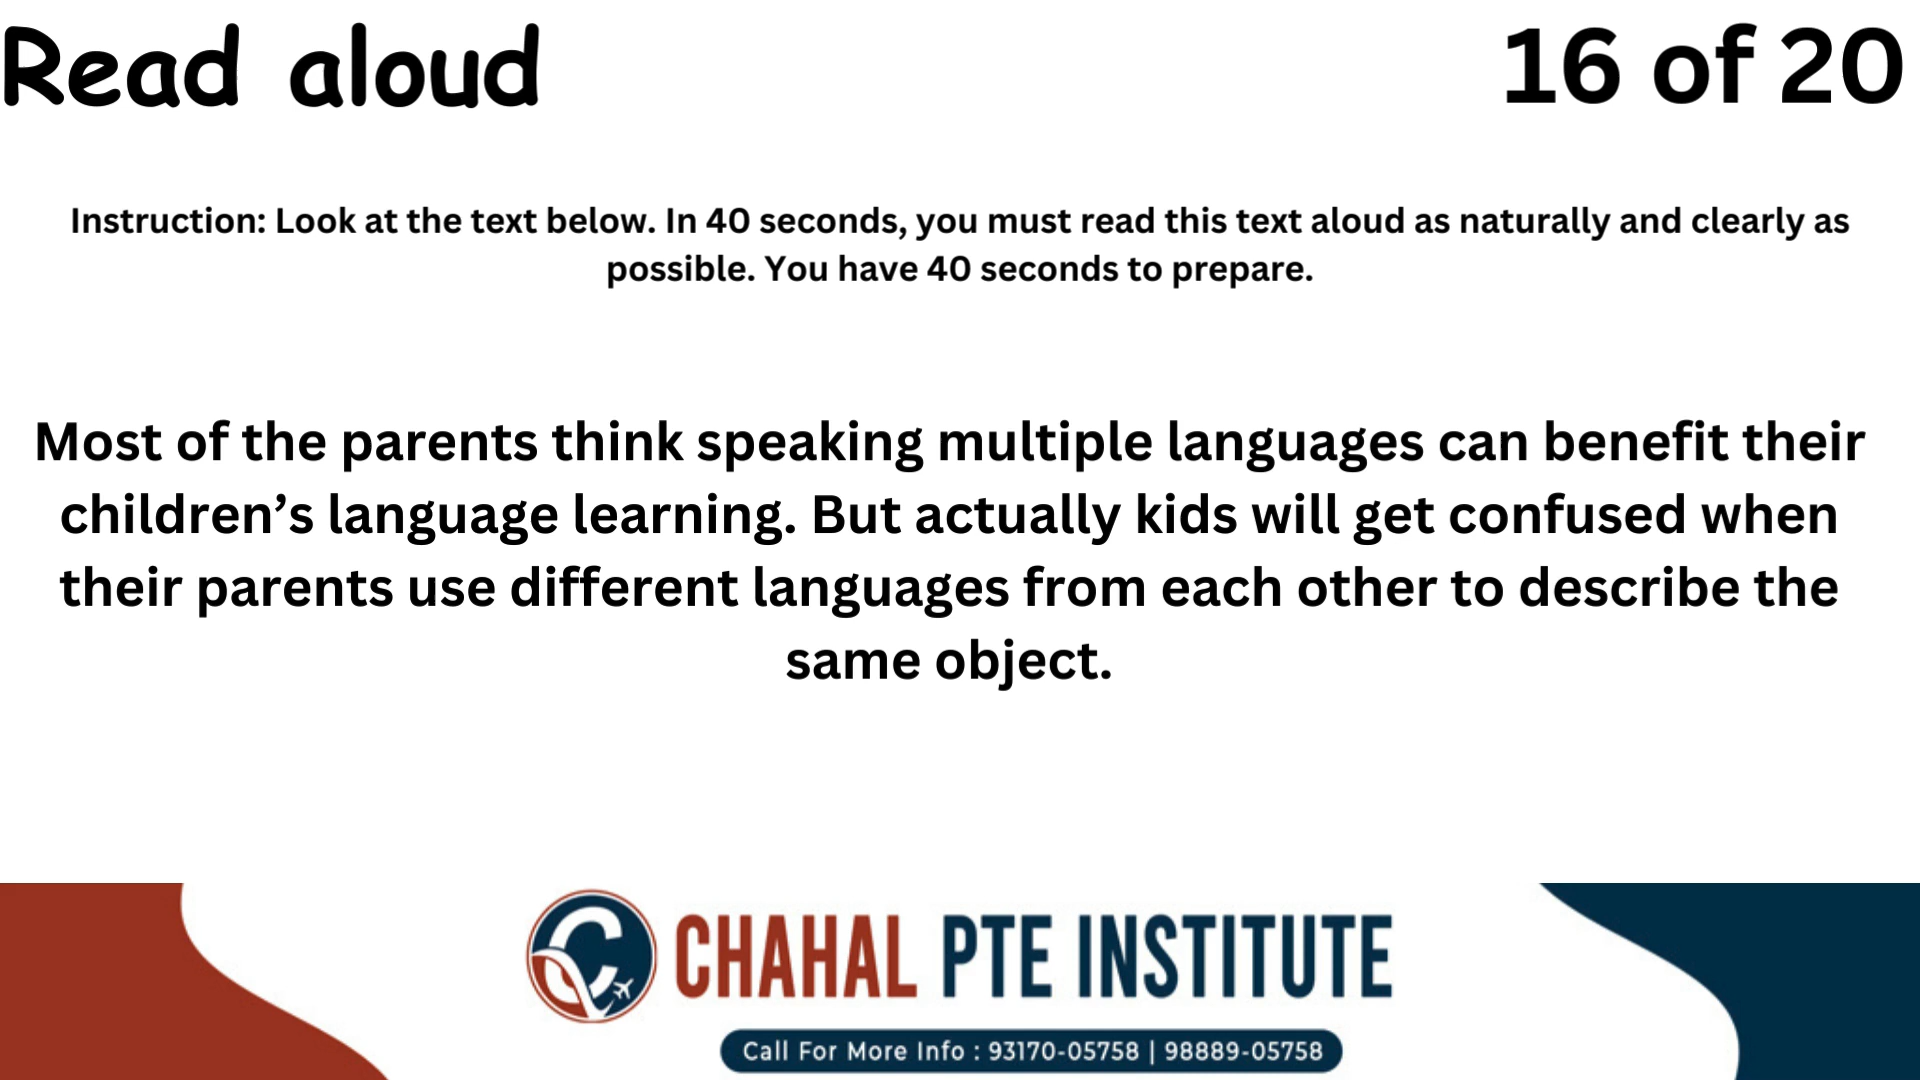 Read aloud
16 of 20
Instruction: Look at the text below. In 40 seconds, you must read this text aloud as naturally and clearly as
possible. You have 40 seconds to prepare.
Most of the parents think speaking multiple languages can benefit their
children’s language learning. But actually kids will get confused when
their parents use different languages from each other to describe the
same object.
CHAHAL PTE INSTITUTE
Call For More Info : 93170-05758 | 98889-05758